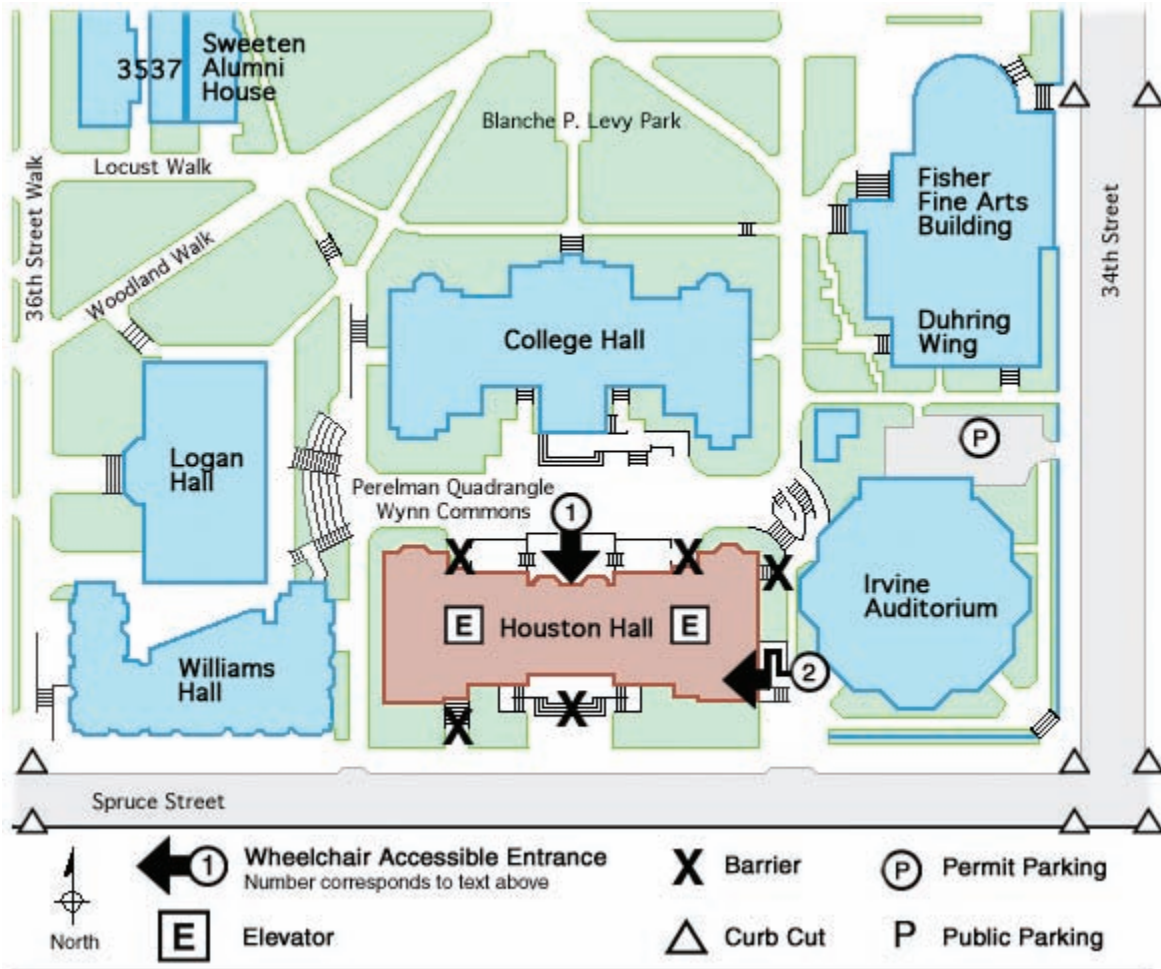 3537
Sweeten
Alumni
House
Blanche P. Levy Park
Locust Walk
36th Street Walk
Woodland Walk
Fisher
Fine Arts
Building
34th Street
Duhring
Wing
College Hall
P
Logan
Hall
Perelman Quadrangle
Wynn Commons
1
X
X
X
Irvine
Auditorium
E
Houston Hall
E
Williams
Hall
2
X
X
Spruce Street
1
Wheelchair Accessible Entrance
Number corresponds to text above
X
Barrier
P
Permit Parking
North
E
Elevator
Curb Cut
P
Public Parking